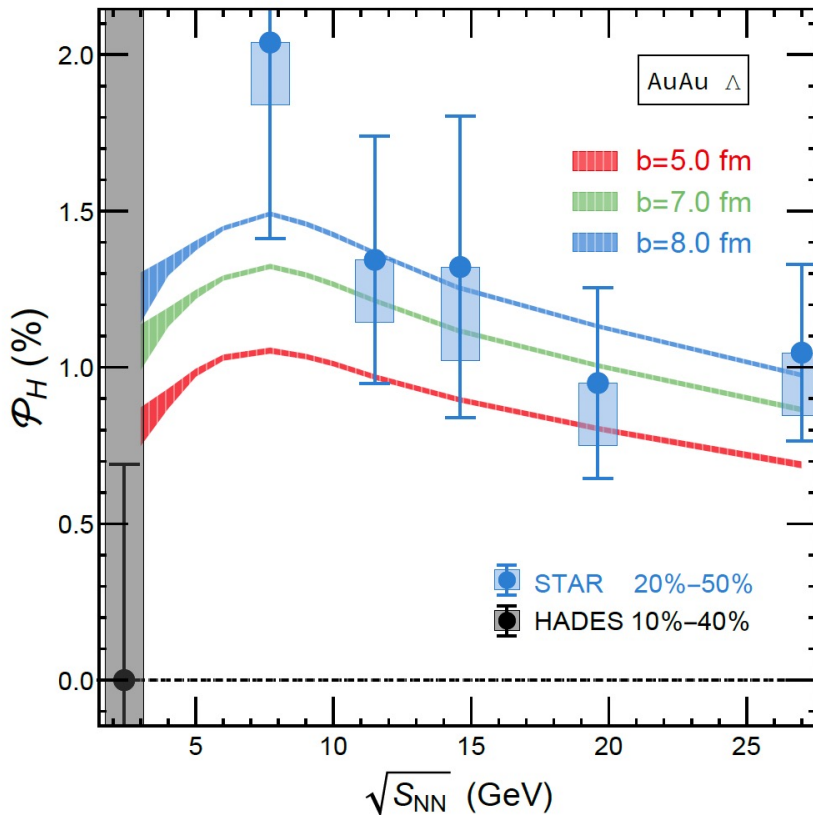 AuAu Λ
b=5.0 fm
b=7.0 fm
b=8.0 fm
STAR 20%−50%
HADES 10%−40%
𝒫_H (%)
2.0
1.5
1.0
0.5
0.0
5 10 15 20 25
√S_NN (GeV)